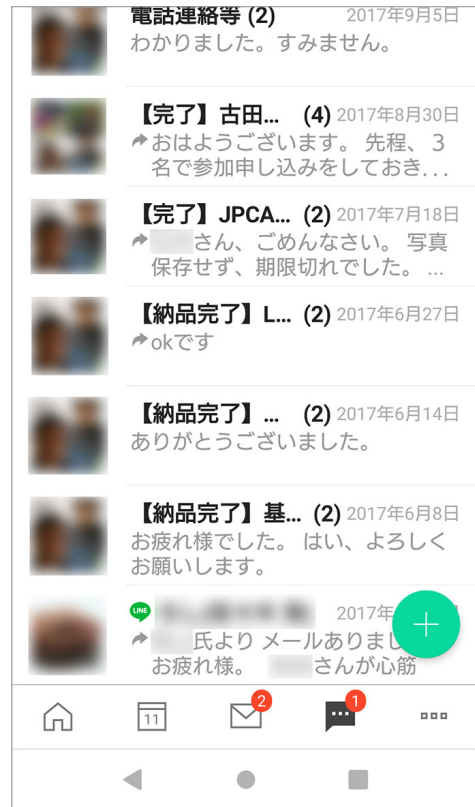 電話連絡等 (2) 2017年9月5日
わかりました。すみません。
【完了】古田... (4) 2017年8月30日
おはようございます。 先程、３
名で参加申し込みをしておき...
【完了】JPCA... (2) 2017年7月18日
さん、ごめんなさい。 写真
保存せず、期限切れでした。 ...
【納品完了】L... (2) 2017年6月27日
okです
【納品完了】... (2) 2017年6月14日
ありがとうございました。
【納品完了】基... (2) 2017年6月8日
お疲れ様でした。 はい、よろしく
お願いします。
LINE 2017年
氏より メールありまし
お疲れ様。 さんが心筋
11 2 1